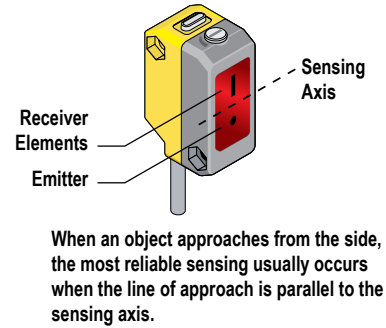 Sensing
Axis
Receiver
Elements
Emitter
When an object approaches from the side,
the most reliable sensing usually occurs
when the line of approach is parallel to the
sensing axis.